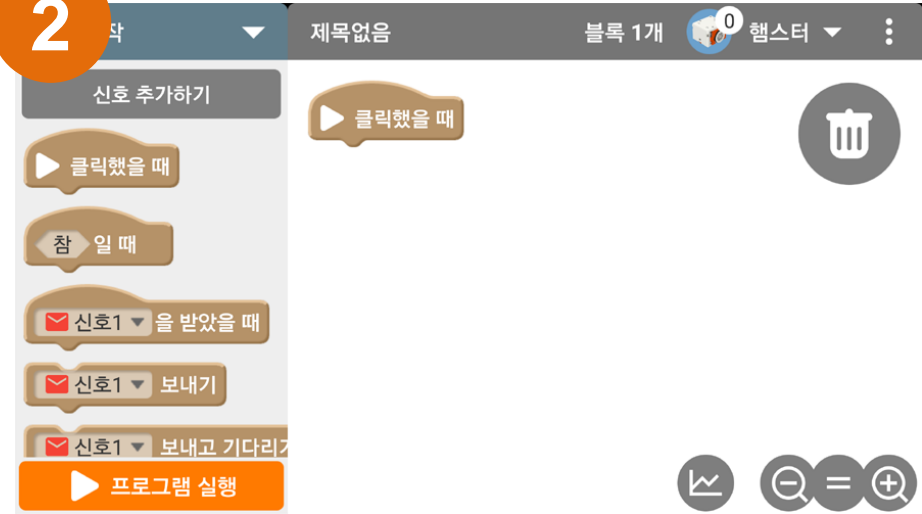 2
작
제목없음
블록 1개
0
햄스터
신호 추가하기
클릭했을 때
참 일 때
신호1 을 받았을 때
신호1 보내기
신호1 보내고 기다리기
프로그램 실행
클릭했을 때